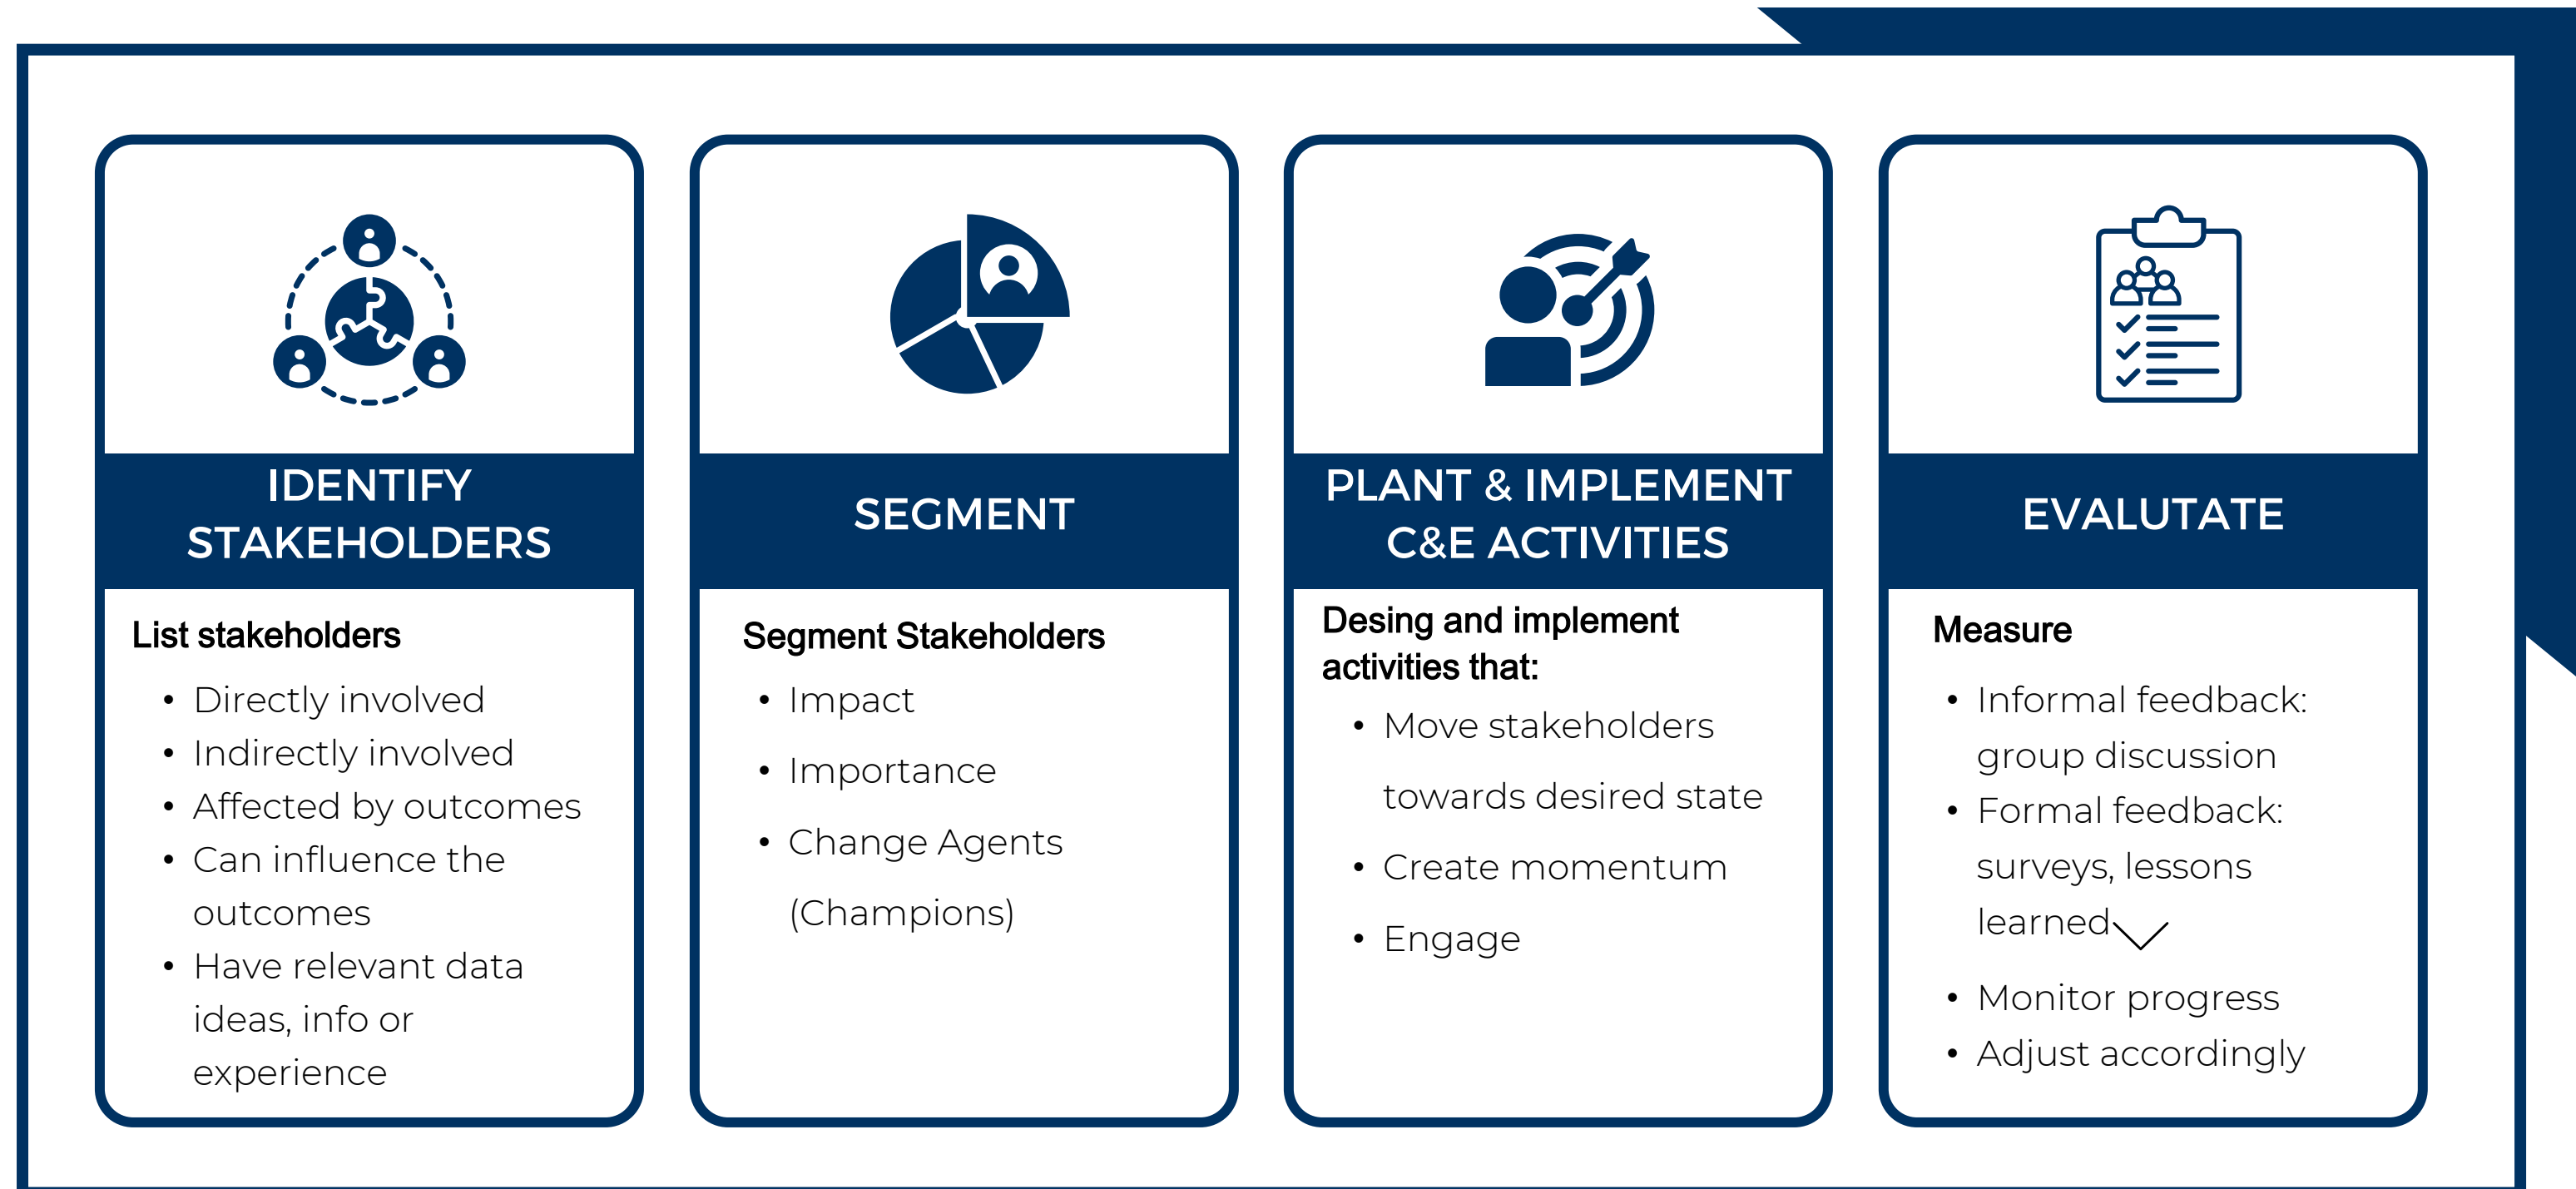 IDENTIFY
STAKEHOLDERS
List stakeholders
• Directly involved
• Indirectly involved
• Affected by outcomes
• Can influence the
outcomes
• Have relevant data
ideas, info or
experience
SEGMENT
Segment Stakeholders
• Impact
• Importance
• Change Agents
(Champions)
PLANT & IMPLEMENT
C&E ACTIVITIES
Desing and implement
activities that:
• Move stakeholders
towards desired state
• Create momentum
• Engage
EVALUTATE
Measure
• Informal feedback:
group discussion
• Formal feedback:
surveys, lessons
learned
• Monitor progress
• Adjust accordingly